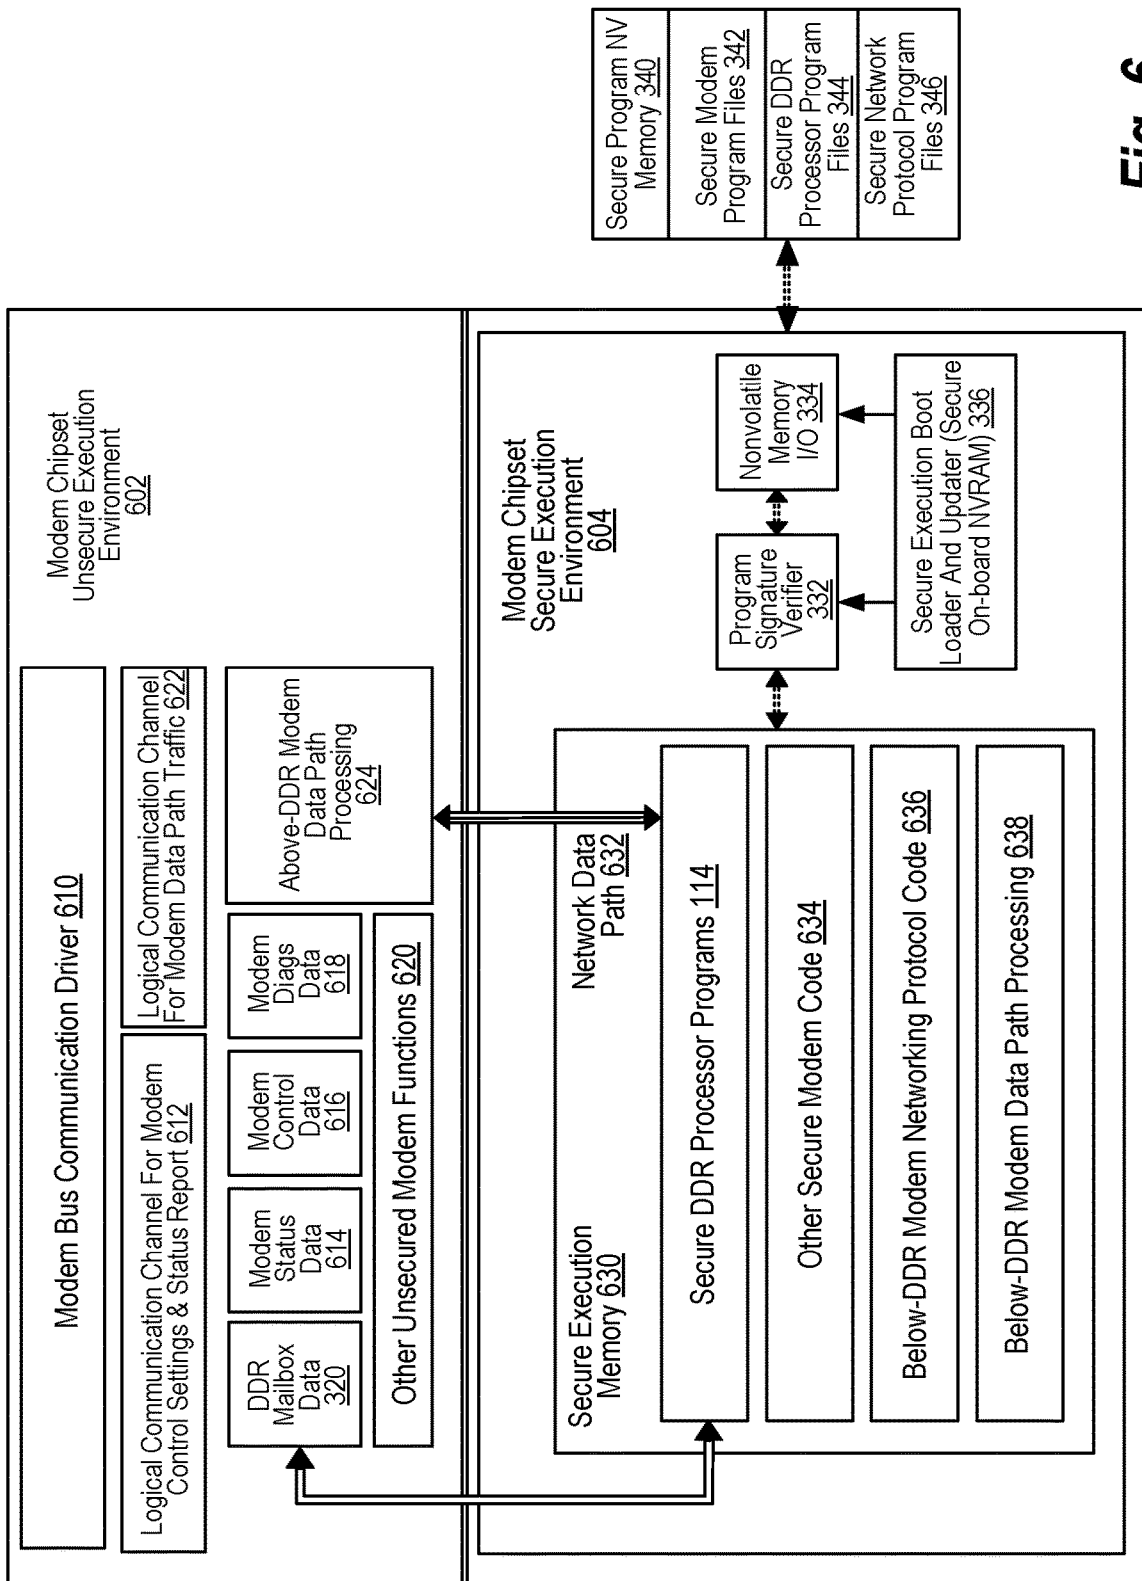 Modem Chipset
Unsecure Execution
Environment
602
Modem Bus Communication Driver 610
Logical Communication Channel For Modem
Control Settings & Status Report 612
Logical Communication Channel
For Modem Data Path Traffic 622
DDR
Mailbox
Data
320
Modem
Status
Data
614
Modem
Control
Data
616
Modem
Diags
Data
618
Above-DDR Modem
Data Path
Processing
624
Other Unsecured Modem Functions 620
Modem Chipset
Secure Execution
Environment
604
Secure Execution
Memory 630
Network Data
Path 632
Secure DDR Processor Programs 114
Other Secure Modem Code 634
Below-DDR Modem Networking Protocol Code 636
Below-DDR Modem Data Path Processing 638
Program
Signature
Verifier
332
Nonvolatile
Memory
I/O 334
Secure Execution Boot
Loader And Updater (Secure
On-board NVRAM) 336
Secure Program NV
Memory 340
Secure Modem
Program Files 342
Secure DDR
Processor Program
Files 344
Secure Network
Protocol Program
Files 346
Fig. 6